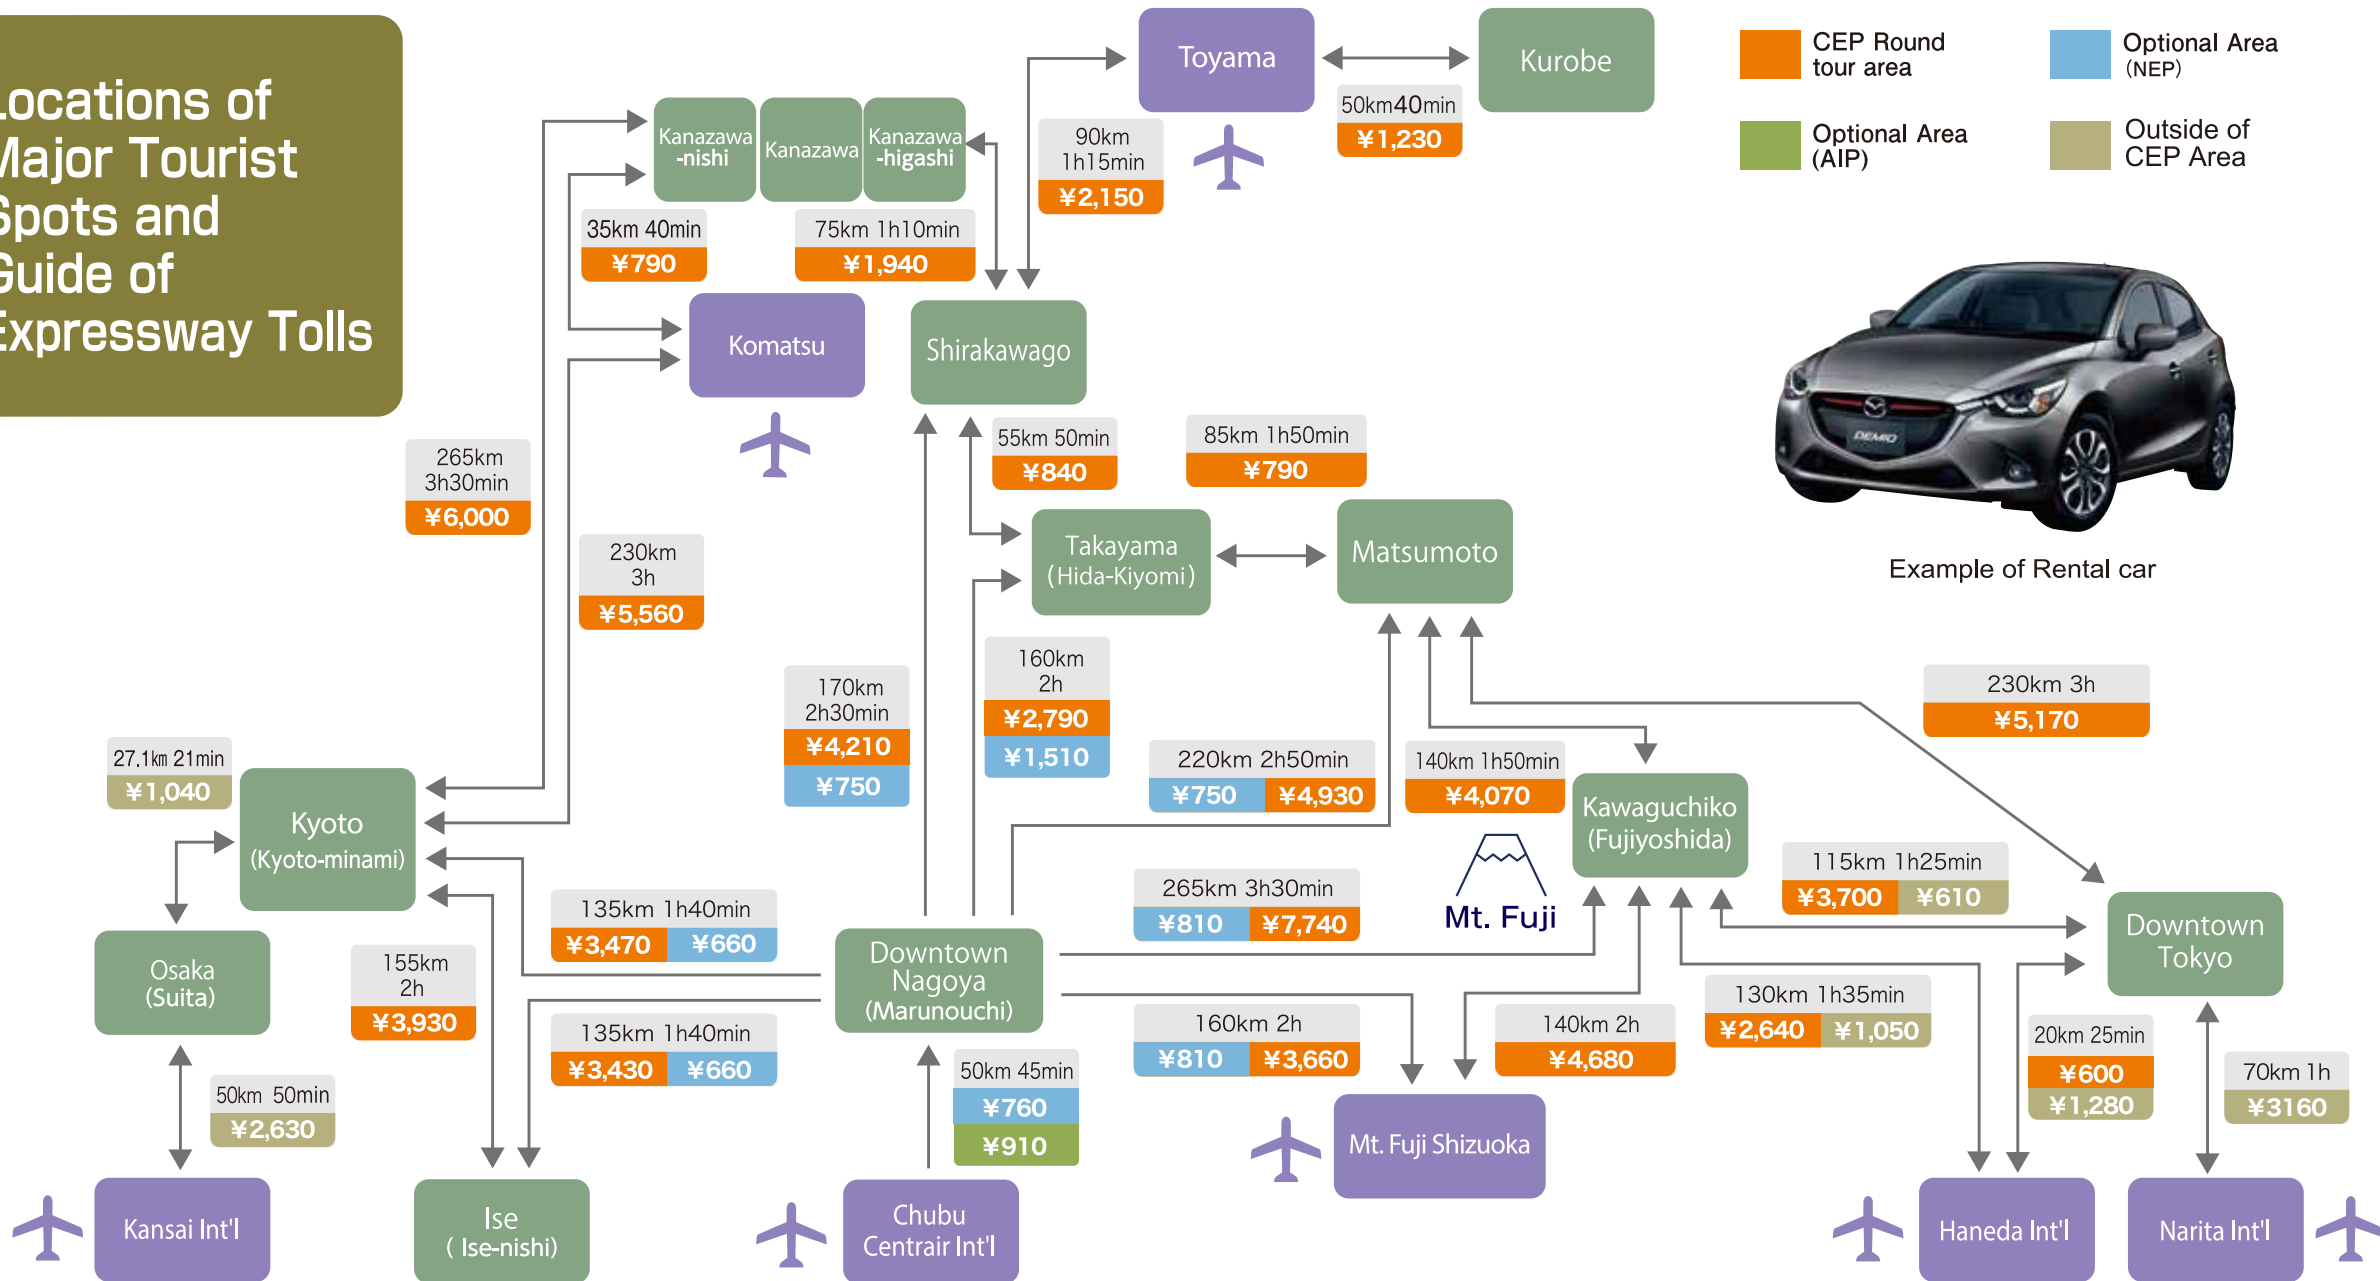 Locations of
Major Tourist
Spots and
Guide of
Expressway Tolls
Toyama
Kurobe
CEP Round
tour area
Optional Area
(NEP)
Optional Area
(AIP)
Outside of
CEP Area
50km40min
¥1,230
90km
1h15min
¥2,150
Kanazawa
-nishi
Kanazawa
Kanazawa
-higashi
35km 40min
¥790
75km 1h10min
¥1,940
Komatsu
Shirakawago
DEMIO
Example of Rental car
265km
3h30min
¥6,000
55km 50min
¥840
85km 1h50min
¥790
230km
3h
¥5,560
Takayama
(Hida-Kiyomi)
Matsumoto
170km
2h30min
¥4,210
¥750
160km
2h
¥2,790
¥1,510
230km 3h
¥5,170
220km 2h50min
¥750 ¥4,930
140km 1h50min
¥4,070
27.1km 21min
¥1,040
Kyoto
(Kyoto-minami)
Kawaguchiko
(Fujiyoshida)
Mt. Fuji
115km 1h25min
¥3,700 ¥610
265km 3h30min
¥810 ¥7,740
135km 1h40min
¥3,470 ¥660
Osaka
(Suita)
155km
2h
¥3,930
Downtown
Nagoya
(Marunouchi)
Downtown
Tokyo
135km 1h40min
¥3,430 ¥660
160km 2h
¥810 ¥3,660
140km 2h
¥4,680
130km 1h35min
¥2,640 ¥1,050
20km 25min
¥600
¥1,280
70km 1h
¥3160
50km 50min
¥2,630
50km 45min
¥760
¥910
Kansai Int'l
Ise
( Ise-nishi)
Chubu
Centrair Int'l
Mt. Fuji Shizuoka
Haneda Int'l
Narita Int'l